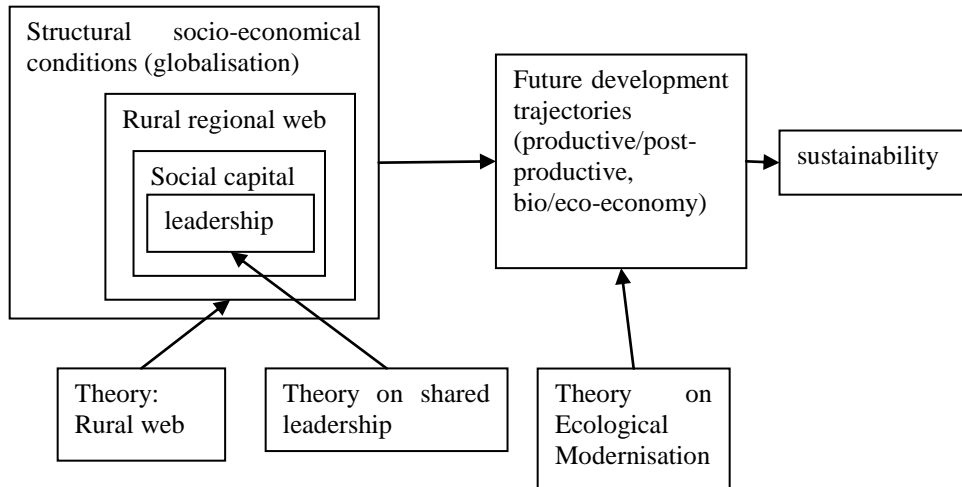 Structural socio-economical
conditions (globalisation)
Rural regional web
Social capital
leadership
Future development
trajectories
(productive/post-
productive,
bio/eco-economy)
sustainability
Theory:
Rural web
Theory on shared
leadership
Theory on
Ecological
Modernisation